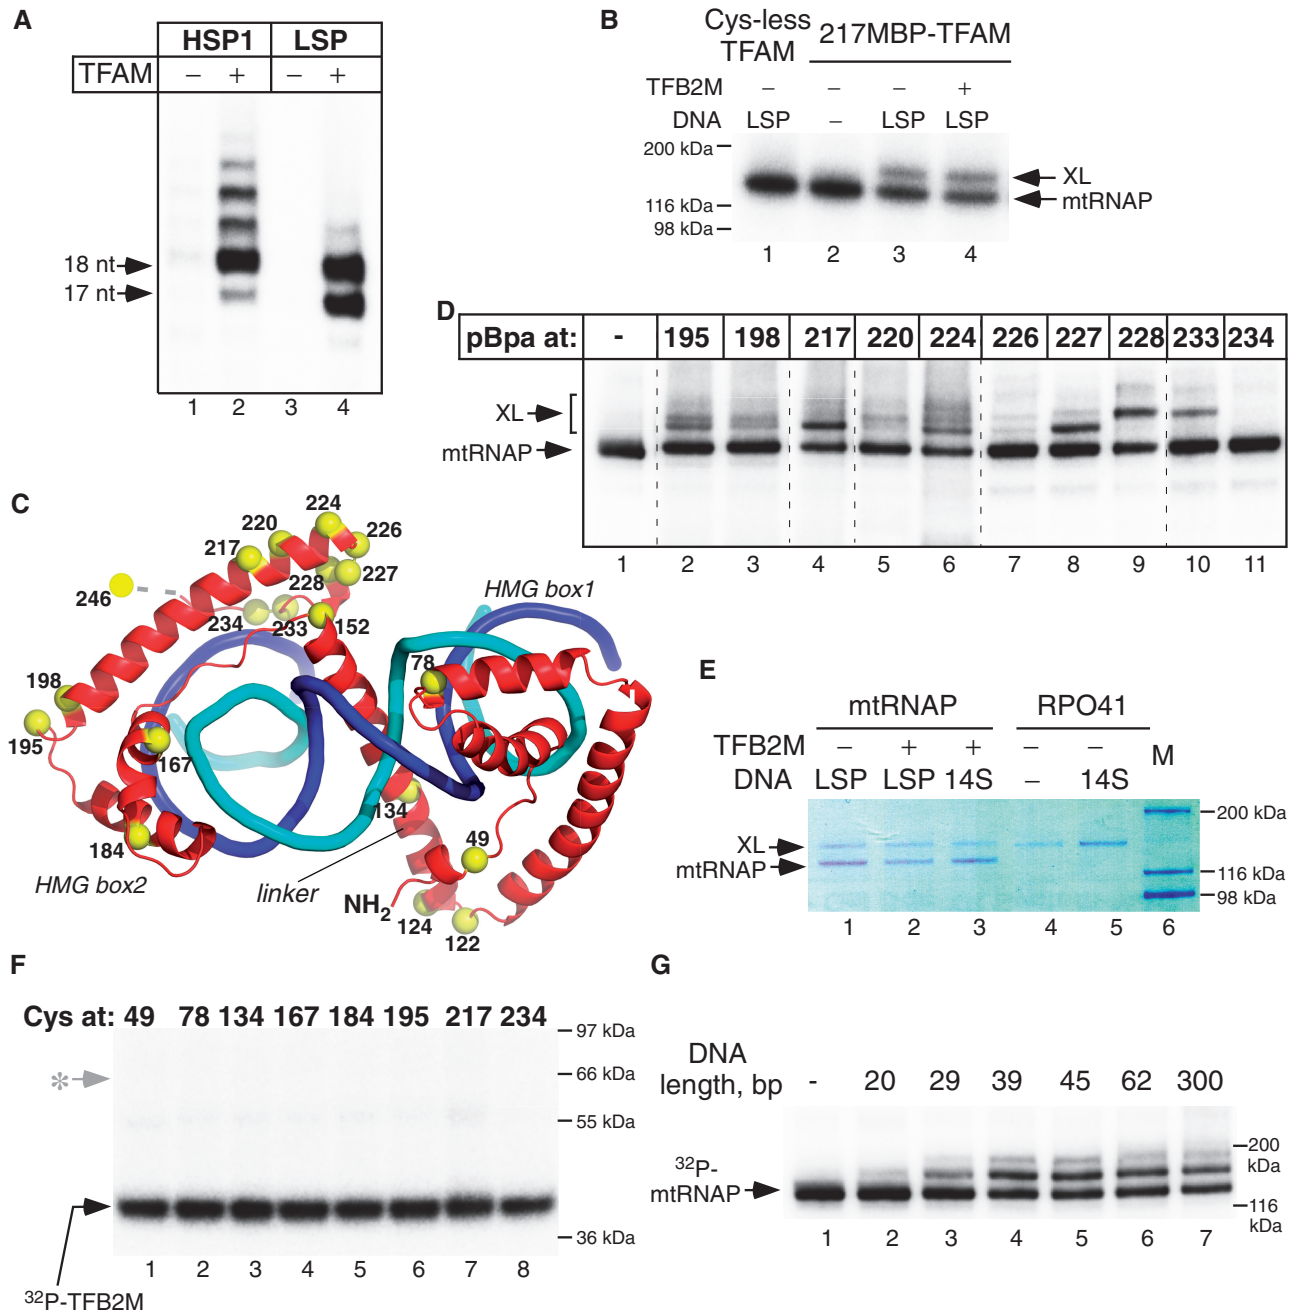 A
HSP1 LSP
TFAM – + – +
18 nt
17 nt
1 2 3 4
B
Cys-less TFAM
217MBP-TFAM
TFB2M – – – +
DNA LSP – LSP LSP
200 kDa
116 kDa
98 kDa
XL
mtRNAP
1 2 3 4
D
pBpa at: - 195 198 217 220 224 226 227 228 233 234
XL
mtRNAP
1 2 3 4 5 6 7 8 9 10 11
C
224
220
226
217
227
228
246
234
233
152
HMG box1
78
198
195
167
134
184
49
HMG box2
linker
NH2
124
122
E
mtRNAP RPO41
TFB2M – + + – –
DNA LSP LSP 14S – 14S
M
XL
mtRNAP
200 kDa
116 kDa
98 kDa
1 2 3 4 5 6
F
Cys at: 49 78 134 167 184 195 217 234
97 kDa
*
66 kDa
55 kDa
36 kDa
1 2 3 4 5 6 7 8
32P-TFB2M
G
DNA
length, bp - 20 29 39 45 62 300
32P-
mtRNAP
200
kDa
116
kDa
1 2 3 4 5 6 7